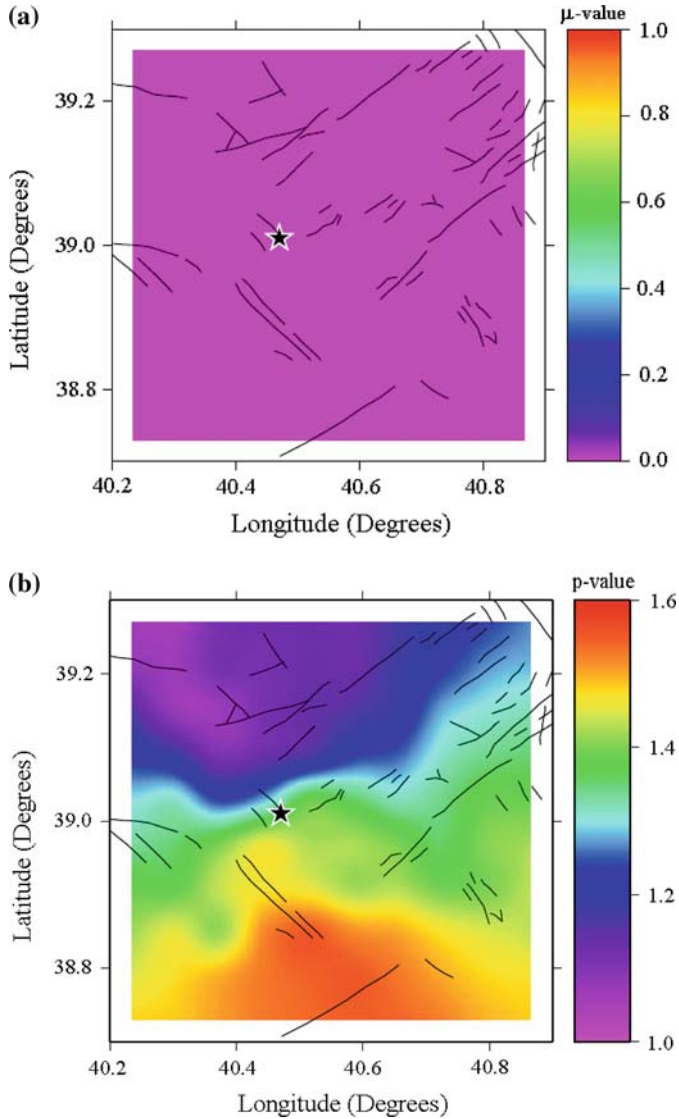 (a)
μ-value
1.0
0.8
0.6
0.4
0.2
0.0
39.2
39.0
38.8
Latitude (Degrees)
40.2 40.4 40.6 40.8
Longitude (Degrees)
(b)
p-value
1.6
1.4
1.2
1.0
39.2
39.0
38.8
Latitude (Degrees)
40.2 40.4 40.6 40.8
Longitude (Degrees)